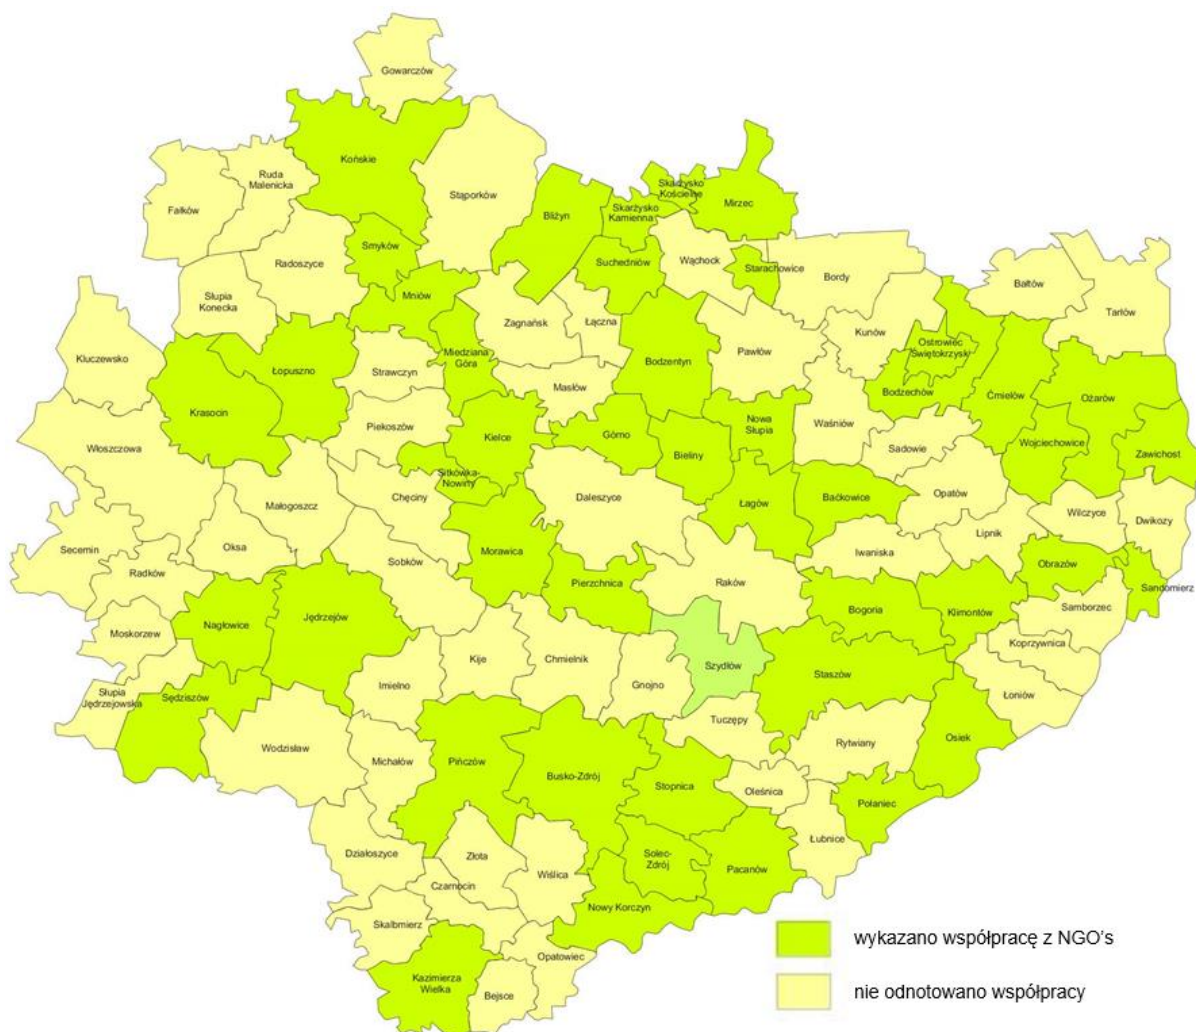 Gowarczów
Końskie
Ruda
Malenicka
Fałków
Stąporków
Skarżysko
Kościelne
Mirzec
Bliżyn
Skarżysko
Kamienna
Smyków
Radoszyce
Suchedniów
Wąchock
Starachowice
Bordy
Bałtów
Tarłów
Słupia
Konecka
Mniów
Zagnańsk
Łączna
Kunów
Kluczewsko
Łopuszno
Miedziana
Góra
Strawczyn
Bodzentyn
Pawłów
Ostrowiec
Świętokrzyski
Masłów
Bodzechów
Ćmielów
Ożarów
Krasocin
Piekoszów
Kielce
Górno
Nowa
Słupia
Waśniów
Wojciechowice
Włoszczowa
Bieliny
Sadowie
Zawichost
Sitkówka-
Nowiny
Chęciny
Daleszyce
Łagów
Baćkowice
Opatów
Małogoszcz
Wilczyce
Dwikozy
Secemin
Oksa
Morawica
Iwaniska
Lipnik
Radków
Sobków
Pierzchnica
Raków
Obrazów
Sandomierz
Nagłowice
Jędrzejów
Bogoria
Klimontów
Samborzec
Moskorzew
Koprzywnica
Kije
Chmielnik
Szydłów
Staszów
Imielno
Gnojno
Słupia
Jędrzejowska
Sędziszów
Łoniów
Tuczępy
Wodzisław
Michałów
Pińczów
Busko-Zdrój
Rytwiany
Osiek
Stopnica
Oleśnica
Połaniec
Łubnice
Działoszyce
Złota
Solec-
Zdrój
Pacanów
Wiślica
Czarnocin
Nowy Korczyn
Skalbmierz
Opatowiec
Kazimierza
Wielka
Bejsce
wykazano współpracę z NGO's
nie odnotowano współpracy